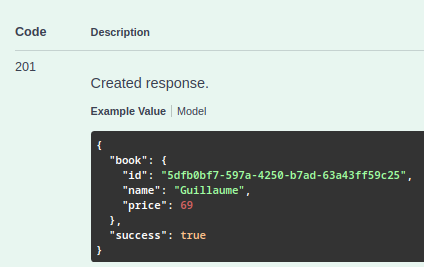 Code Description
201
Created response.
Example Value Model
{
  "book": {
    "id": "5dfb0bf7-597a-4250-b7ad-63a43ff59c25",
    "name": "Guillaume",
    "price": 69
  },
  "success": true
}